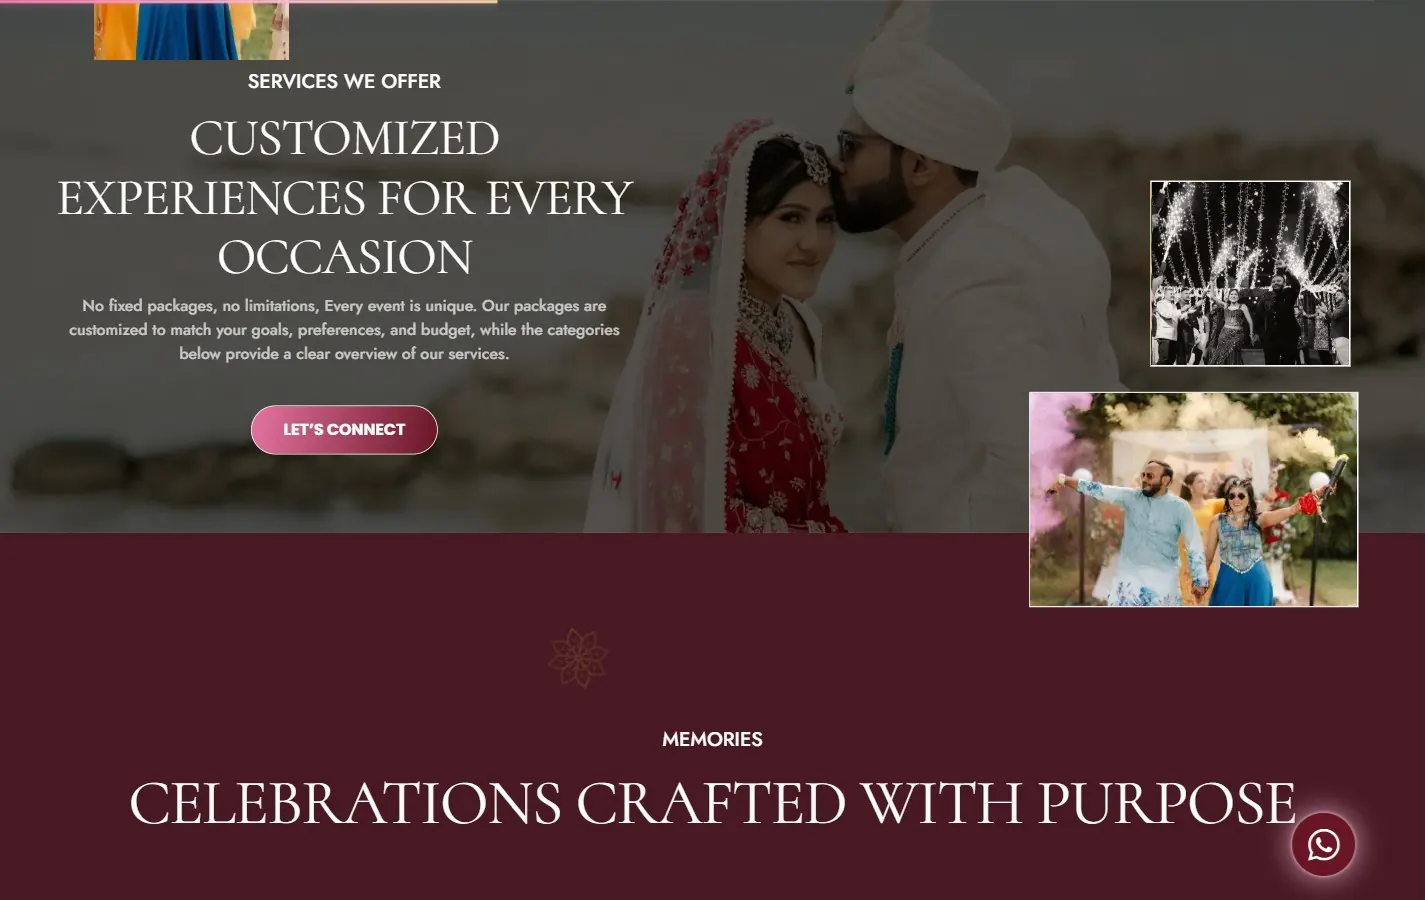 SERVICES WE OFFER
CUSTOMIZED
EXPERIENCES FOR EVERY
OCCASION
No fixed packages, no limitations, Every event is unique. Our packages are
customized to match your goals, preferences, and budget, while the categories
below provide a clear overview of our services.
LET'S CONNECT
MEMORIES
CELEBRATIONS CRAFTED WITH PURPOSE